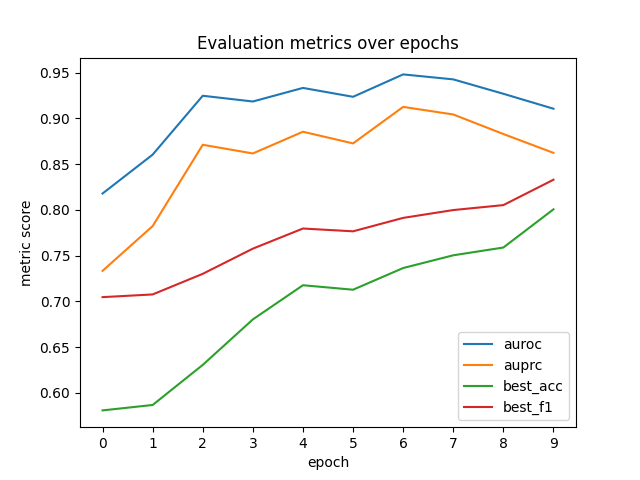 Evaluation metrics over epochs
metric score
0.95
0.90
0.85
0.80
0.75
0.70
0.65
0.60
auroc
auprc
best_acc
best_f1
0 1 2 3 4 5 6 7 8 9
epoch